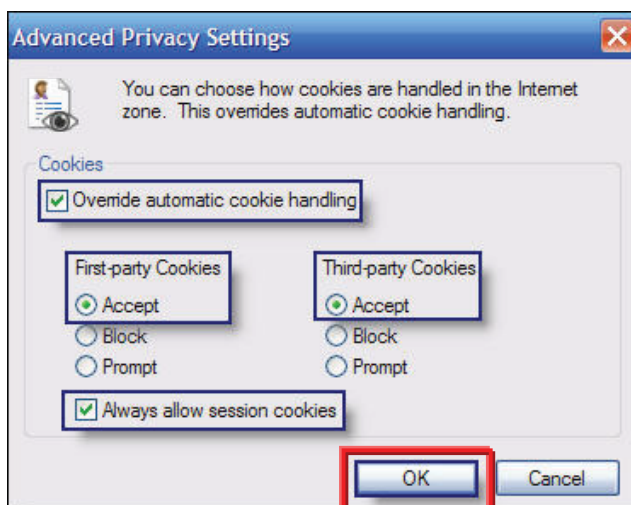 Advanced Privacy Settings
You can choose how cookies are handled in the Internet
zone. This overrides automatic cookie handling.
Cookies
Override automatic cookie handling
First-party Cookies
Accept
Block
Prompt
Third-party Cookies
Accept
Block
Prompt
Always allow session cookies
OK
Cancel